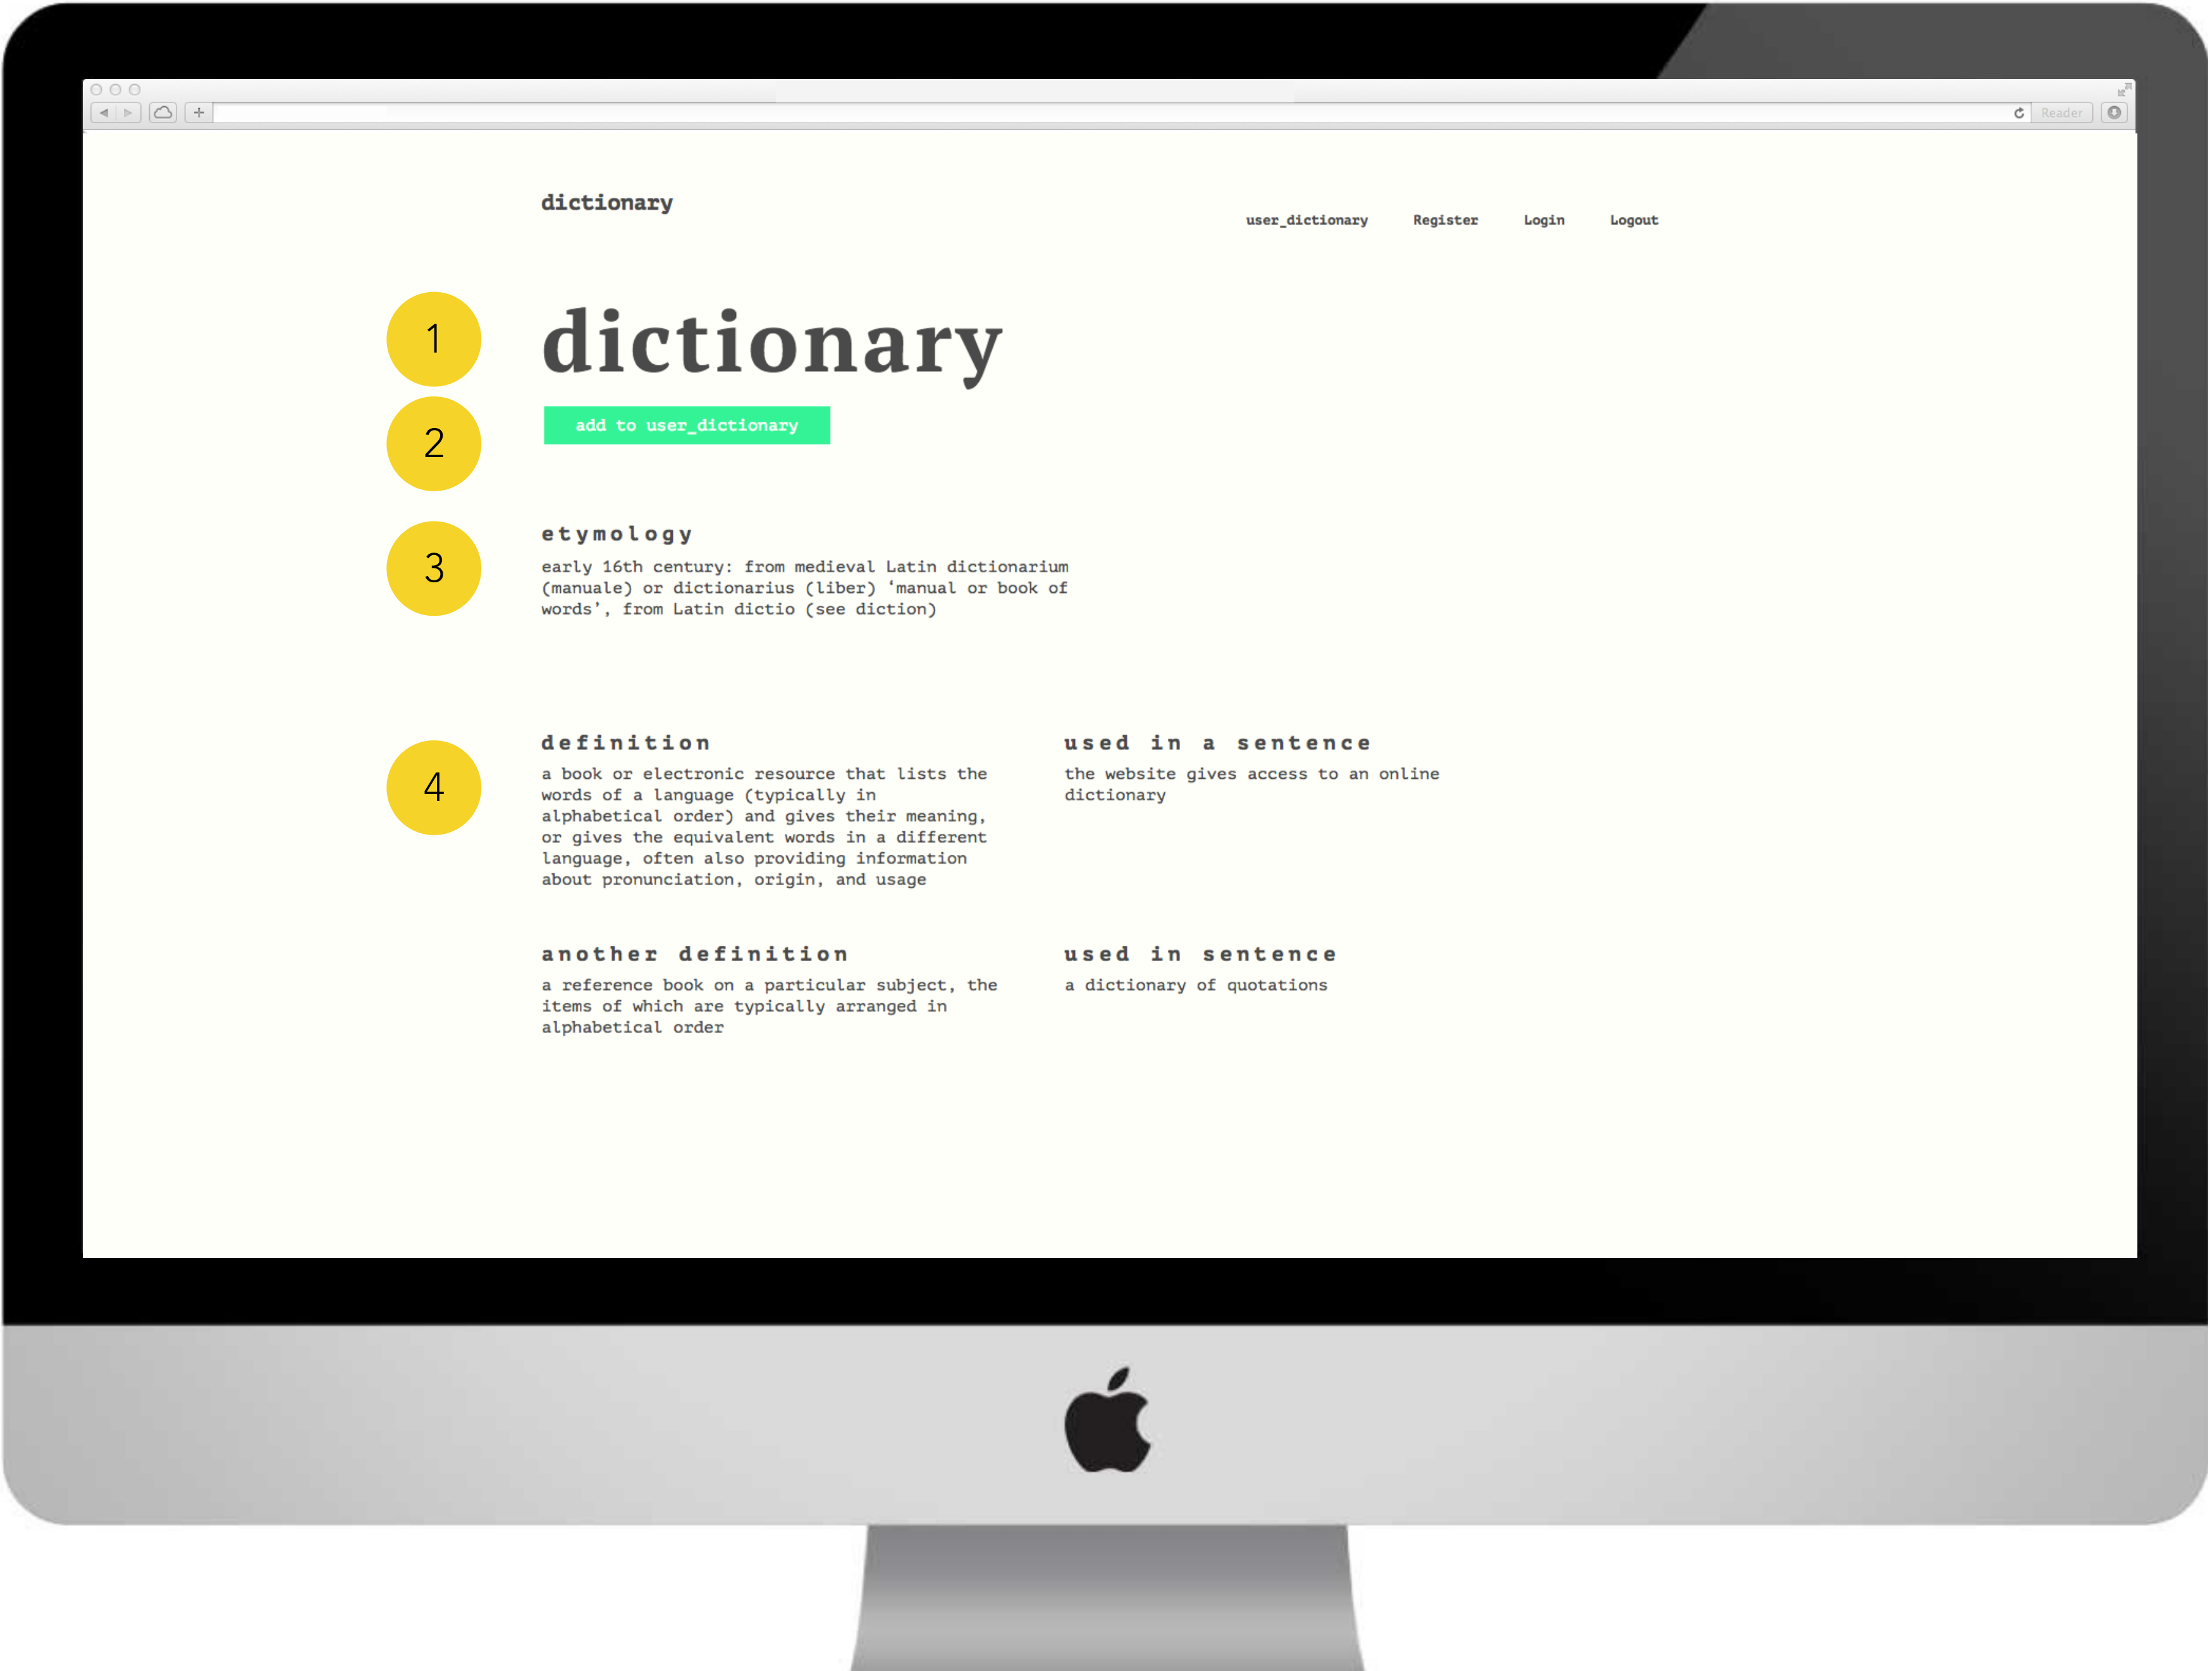 Reader
dictionary
user_dictionary Register Login Logout
1
dictionary
2
add to user_dictionary
3
etymology
early 16th century: from medieval Latin dictionarium
(manuale) or dictionarius (liber) ‘manual or book of
words’, from Latin dictio (see diction)
4
definition
a book or electronic resource that lists the
words of a language (typically in
alphabetical order) and gives their meaning,
or gives the equivalent words in a different
language, often also providing information
about pronunciation, origin, and usage
used in a sentence
the website gives access to an online
dictionary
another definition
a reference book on a particular subject, the
items of which are typically arranged in
alphabetical order
used in sentence
a dictionary of quotations